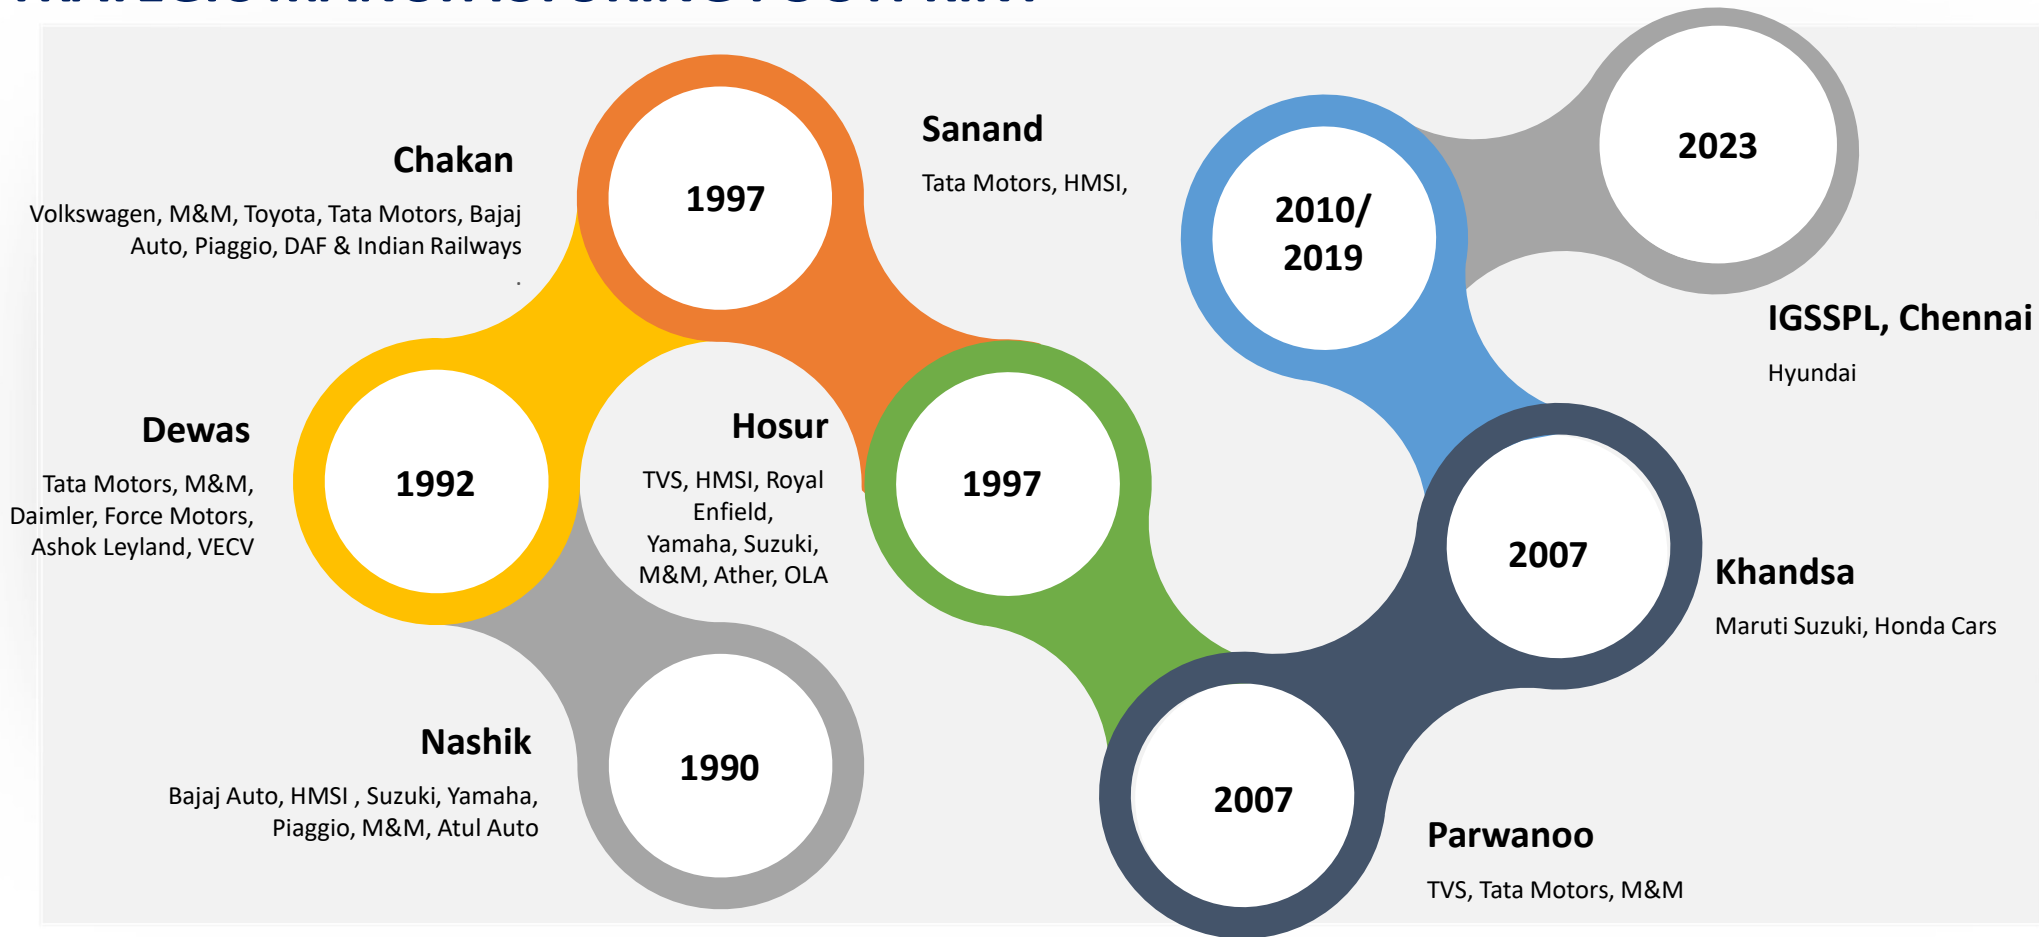 Chakan
Volkswagen, M&M, Toyota, Tata Motors, Bajaj
Auto, Piaggio, DAF & Indian Railways
.
1997
Sanand
Tata Motors, HMSI,
2010/
2019
2023
IGSSPL, Chennai
Hyundai
Dewas
Tata Motors, M&M,
Daimler, Force Motors,
Ashok Leyland, VECV
1992
Hosur
TVS, HMSI, Royal
Enfield,
Yamaha, Suzuki,
M&M, Ather, OLA
1997
2007
Khandsa
Maruti Suzuki, Honda Cars
Nashik
Bajaj Auto, HMSI , Suzuki, Yamaha,
Piaggio, M&M, Atul Auto
1990
2007
Parwanoo
TVS, Tata Motors, M&M